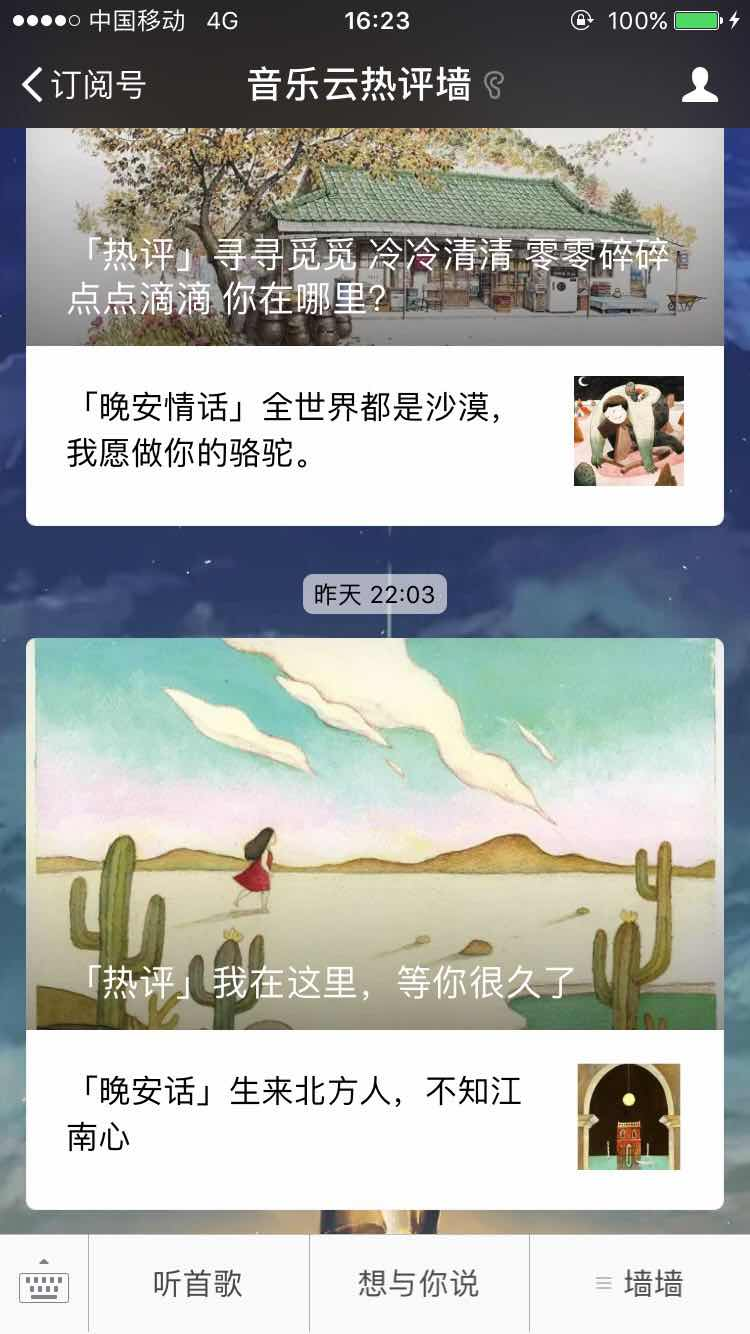 中国移动 4G 16:23 100%
订阅号 音乐云热评墙
「热评」寻寻觅觅 冷冷清清 零零碎碎
点点滴滴 你在哪里？
「晚安情话」全世界都是沙漠，
我愿做你的骆驼。
昨天 22:03
「热评」我在这里，等你很久了
「晚安话」生来北方人，不知江
南心
听首歌 想与你说 墙墙